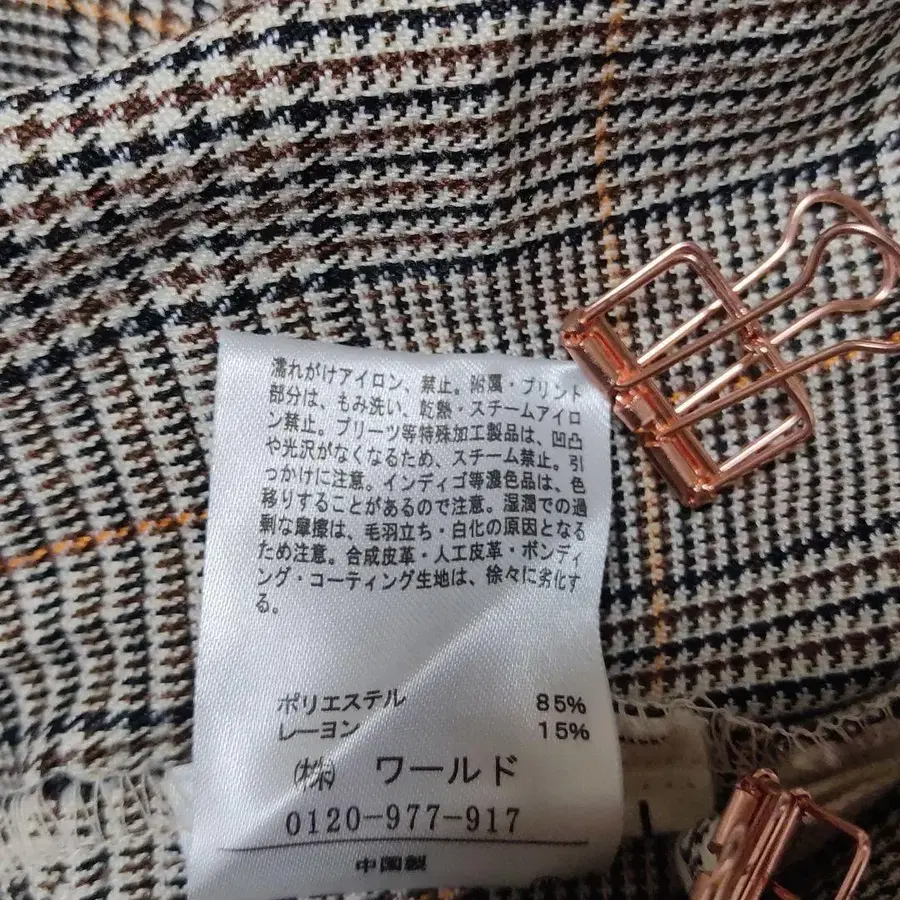 濡れがけアイロン、禁止。附属・プリント
部分は、もみ洗い、乾熱・スチームアイロ
ン禁止。プリーツ等特殊加工製品は、凹凸
や光沢がなくなるため、スチーム禁止。引
っかけに注意。インディゴ等濃色品は、色
移りすることがあるので注意。湿潤での過
剰な摩擦は、毛羽立ち・白化の原因となる
ため注意。合成皮革・人工皮革・ボンディ
ング・コーティング生地は、徐々に劣化す
る。
ポリエステル 85%
レーヨン 15%
㈱ ワールド
0120-977-917
中国製